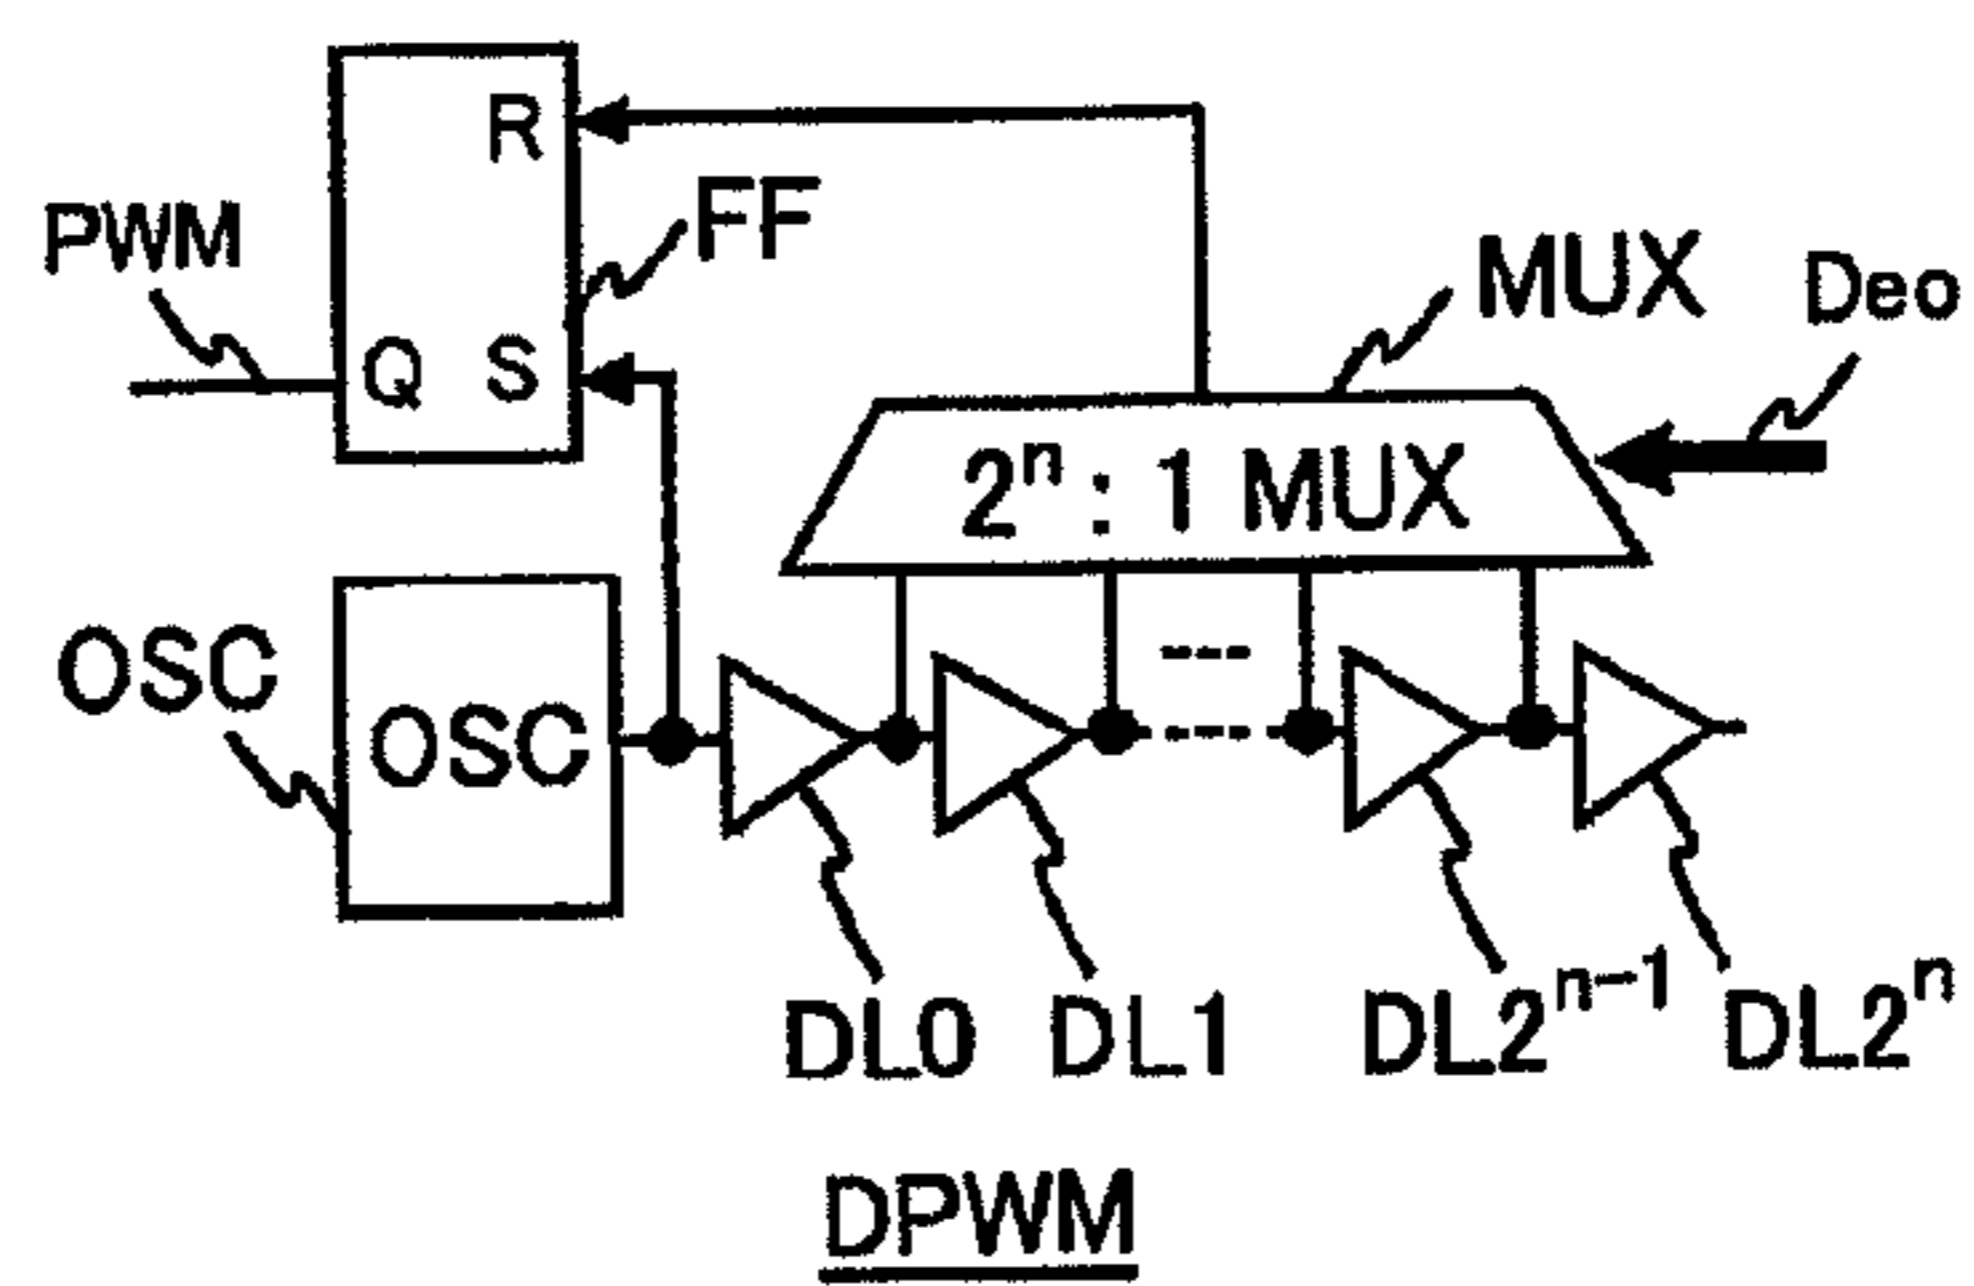 R
FF
PWM
MUX
Deo
Q S
2ⁿ : 1 MUX
OSC
OSC
DL0 DL1 DL2ⁿ⁻¹ DL2ⁿ
DPWM